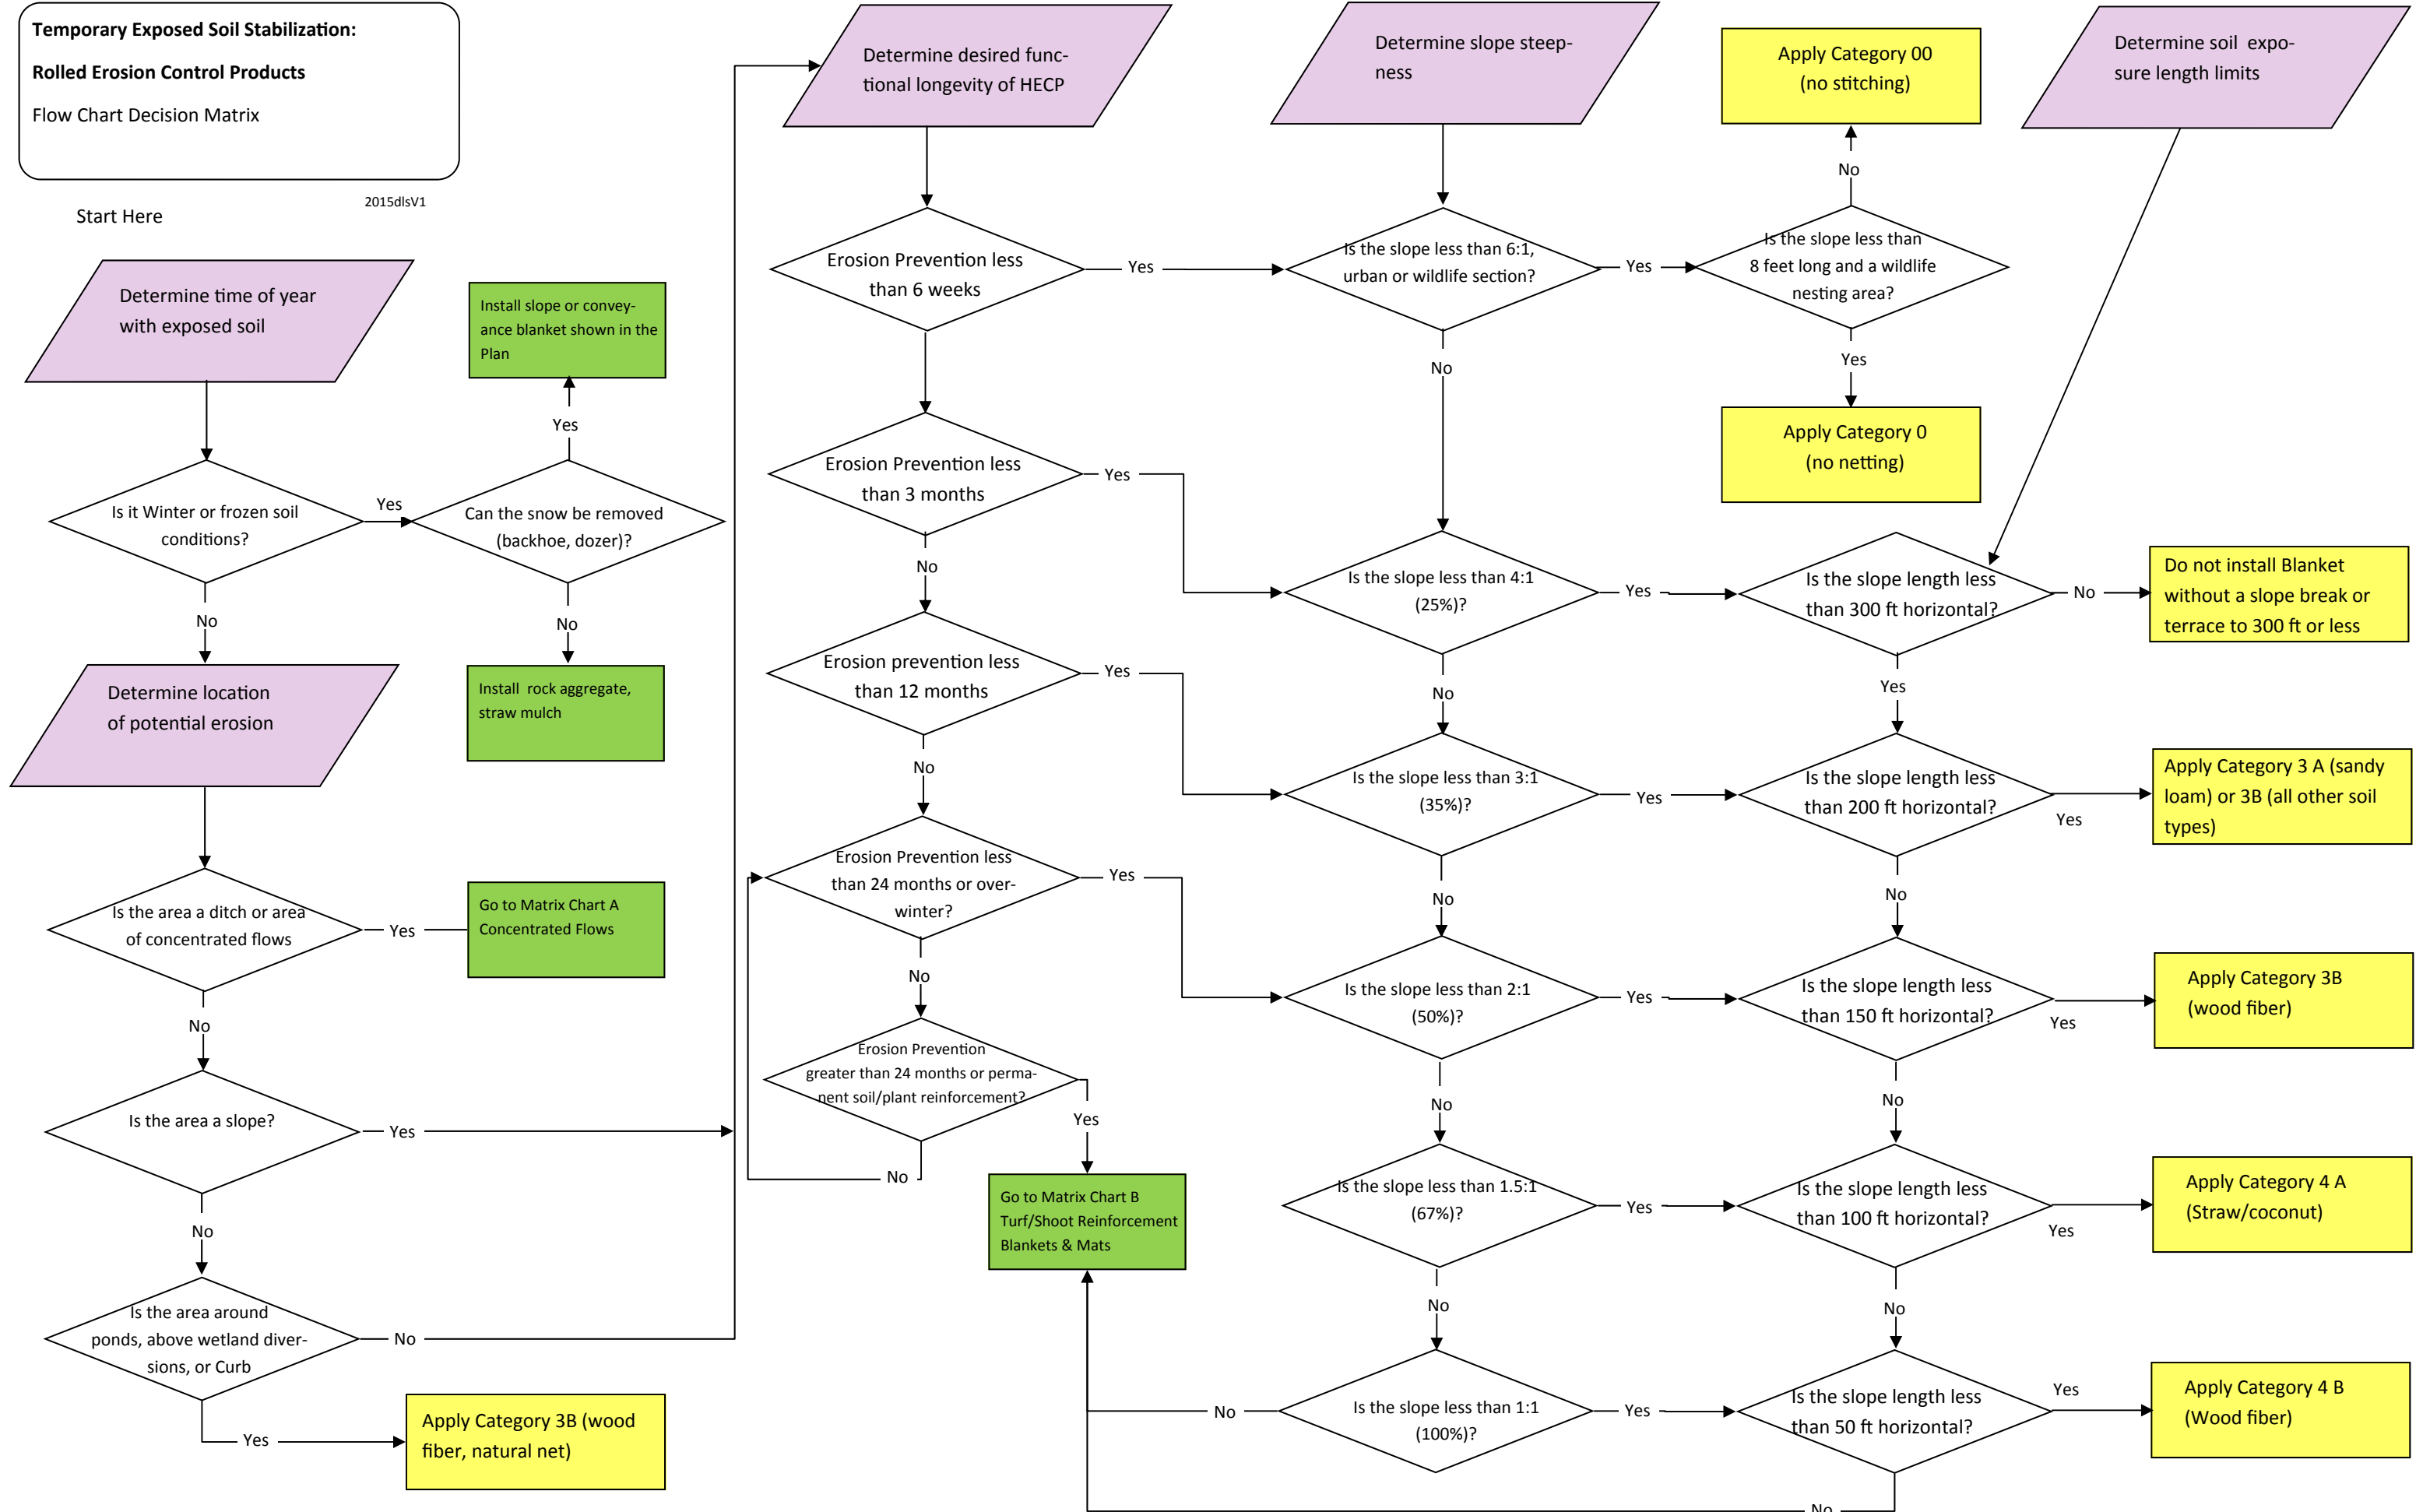 Temporary Exposed Soil Stabilization:
Rolled Erosion Control Products
Flow Chart Decision Matrix
2015dlsV1
Start Here
Determine time of year
with exposed soil
Is it Winter or frozen soil
conditions?
Yes
No
Can the snow be removed
(backhoe, dozer)?
Yes
Install slope or convey-
ance blanket shown in the
Plan
No
Install rock aggregate,
straw mulch
Determine location
of potential erosion
Is the area a ditch or area
of concentrated flows
Yes
Go to Matrix Chart A
Concentrated Flows
No
Is the area a slope?
Yes
No
Is the area around
ponds, above wetland diver-
sions, or Curb
No
Yes
Apply Category 3B (wood
fiber, natural net)
Determine desired func-
tional longevity of HECP
Erosion Prevention less
than 6 weeks
Yes
Erosion Prevention less
than 3 months
Yes
No
Erosion prevention less
than 12 months
Yes
No
Erosion Prevention less
than 24 months or over-
winter?
Yes
No
Erosion Prevention
greater than 24 months or perma-
nent soil/plant reinforcement?
Yes
No
Go to Matrix Chart B
Turf/Shoot Reinforcement
Blankets & Mats
Determine slope steep-
ness
Is the slope less than 6:1,
urban or wildlife section?
Yes
No
Is the slope less than 4:1
(25%)?
Yes
No
Is the slope less than 3:1
(35%)?
Yes
No
Is the slope less than 2:1
(50%)?
Yes
No
Is the slope less than 1.5:1
(67%)?
Yes
No
Is the slope less than 1:1
(100%)?
Yes
No
Apply Category 00
(no stitching)
No
Is the slope less than
8 feet long and a wildlife
nesting area?
Yes
Apply Category 0
(no netting)
Determine soil expo-
sure length limits
Is the slope length less
than 300 ft horizontal?
No
Do not install Blanket
without a slope break or
terrace to 300 ft or less
Yes
Is the slope length less
than 200 ft horizontal?
Yes
Apply Category 3 A (sandy
loam) or 3B (all other soil
types)
No
Is the slope length less
than 150 ft horizontal?
Yes
Apply Category 3B
(wood fiber)
No
Is the slope length less
than 100 ft horizontal?
Yes
Apply Category 4 A
(Straw/coconut)
No
Is the slope length less
than 50 ft horizontal?
Yes
Apply Category 4 B
(Wood fiber)
No